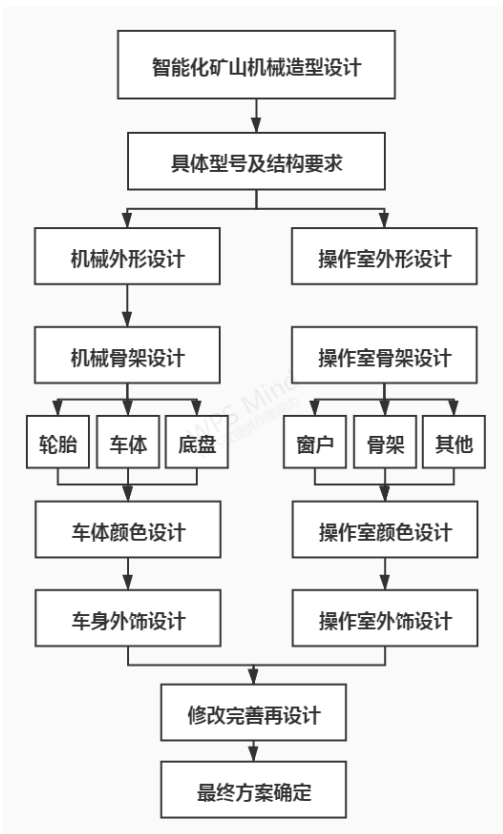 智能化矿山机械造型设计
具体型号及结构要求
机械外形设计
操作室外形设计
机械骨架设计
操作室骨架设计
轮胎
车体
底盘
窗户
骨架
其他
车体颜色设计
操作室颜色设计
车身外饰设计
操作室外饰设计
修改完善再设计
最终方案确定
WPS Mind